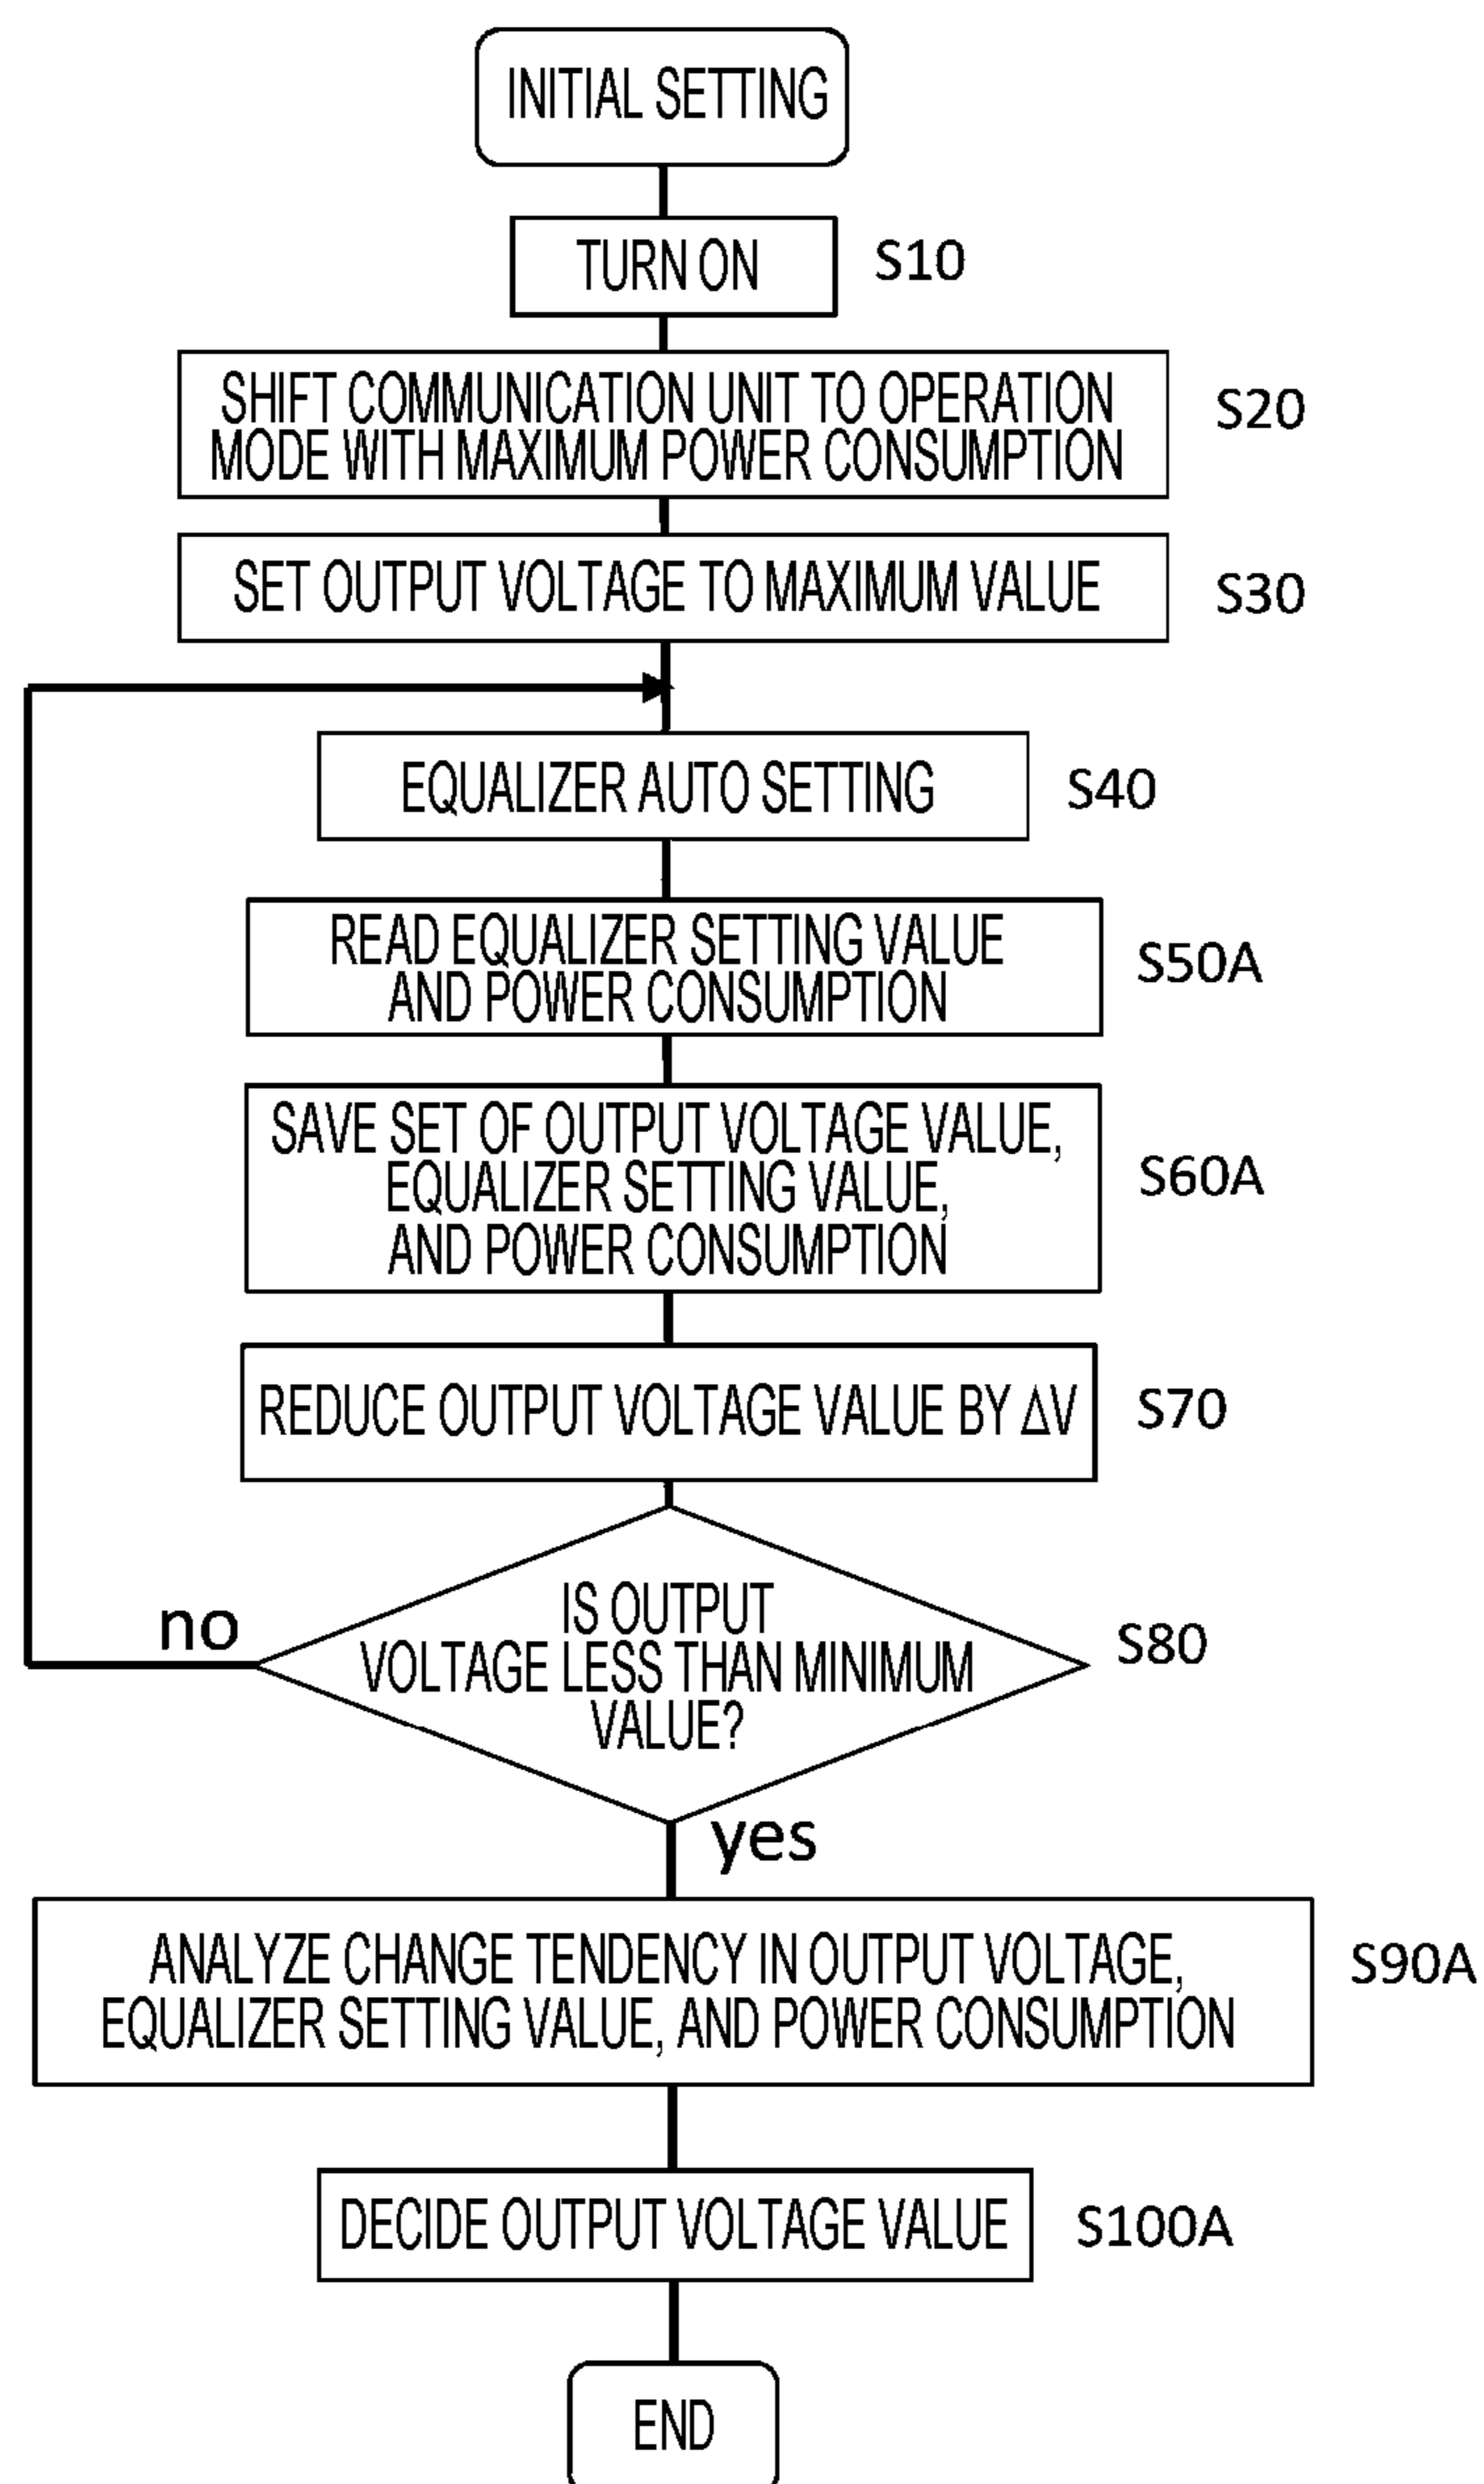 INITIAL SETTING
TURN ON
S10
SHIFT COMMUNICATION UNIT TO OPERATION
MODE WITH MAXIMUM POWER CONSUMPTION
S20
SET OUTPUT VOLTAGE TO MAXIMUM VALUE
S30
EQUALIZER AUTO SETTING
S40
READ EQUALIZER SETTING VALUE
AND POWER CONSUMPTION
S50A
SAVE SET OF OUTPUT VOLTAGE VALUE,
EQUALIZER SETTING VALUE,
AND POWER CONSUMPTION
S60A
REDUCE OUTPUT VOLTAGE VALUE BY ΔV
S70
IS OUTPUT
VOLTAGE LESS THAN MINIMUM
VALUE?
S80
no
yes
ANALYZE CHANGE TENDENCY IN OUTPUT VOLTAGE,
EQUALIZER SETTING VALUE, AND POWER CONSUMPTION
S90A
DECIDE OUTPUT VOLTAGE VALUE
S100A
END